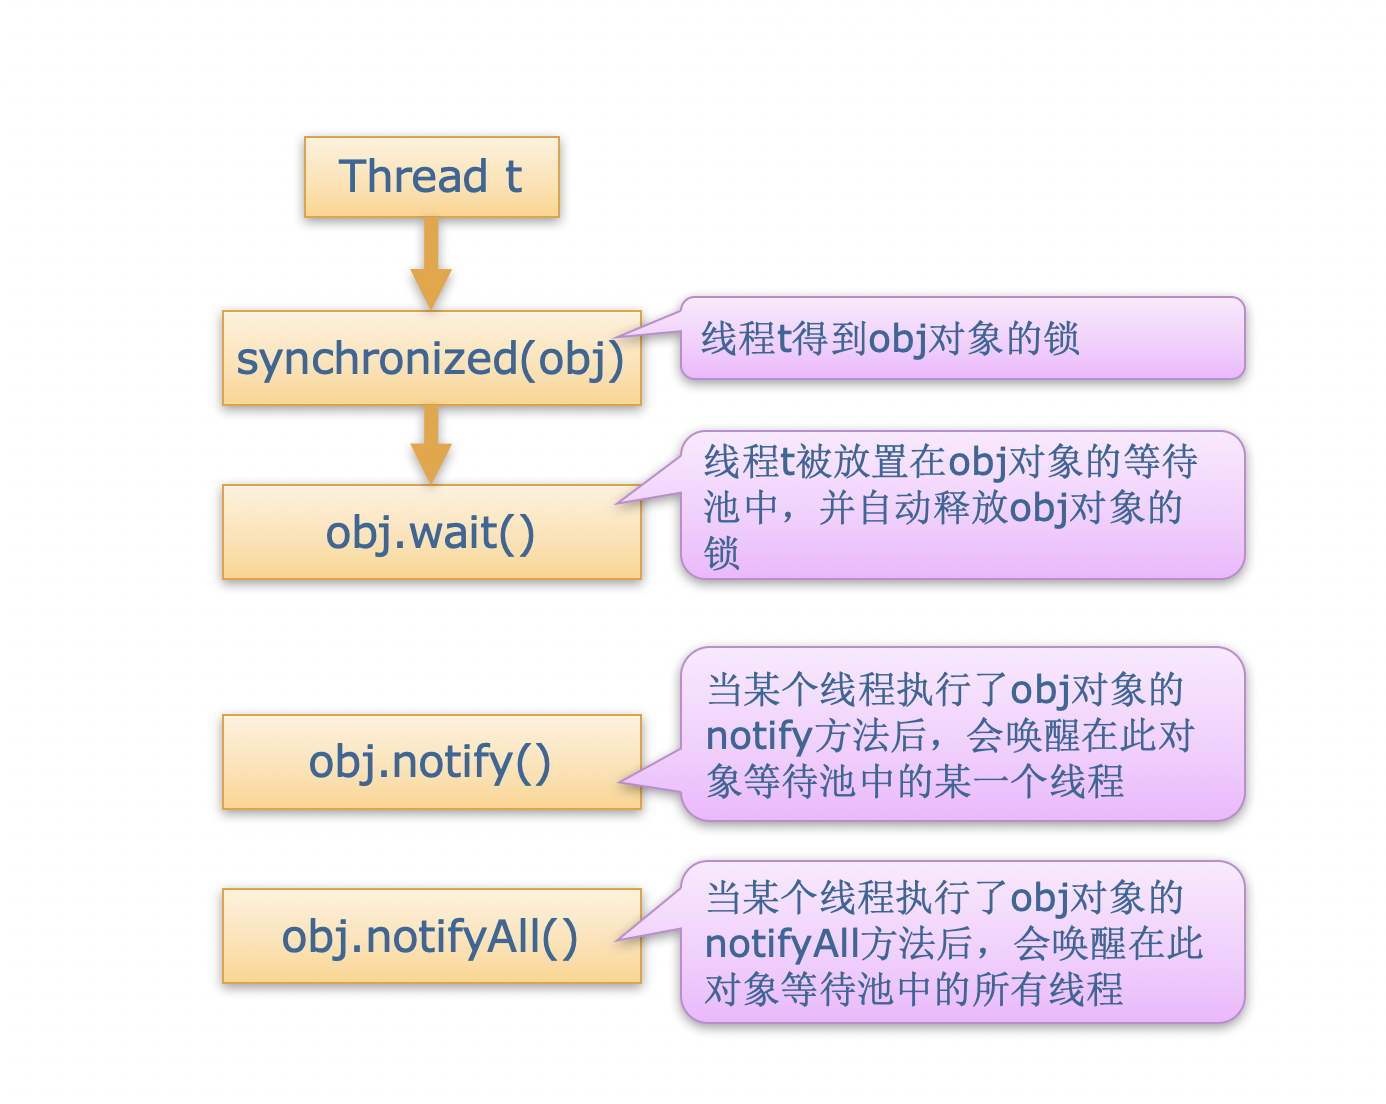 Thread t
synchronized(obj)
线程t得到obj对象的锁
obj.wait()
线程t被放置在obj对象的等待
池中，并自动释放obj对象的
锁
obj.notify()
当某个线程执行了obj对象的
notify方法后，会唤醒在此对
象等待池中的某一个线程
obj.notifyAll()
当某个线程执行了obj对象的
notifyAll方法后，会唤醒在此
对象等待池中的所有线程